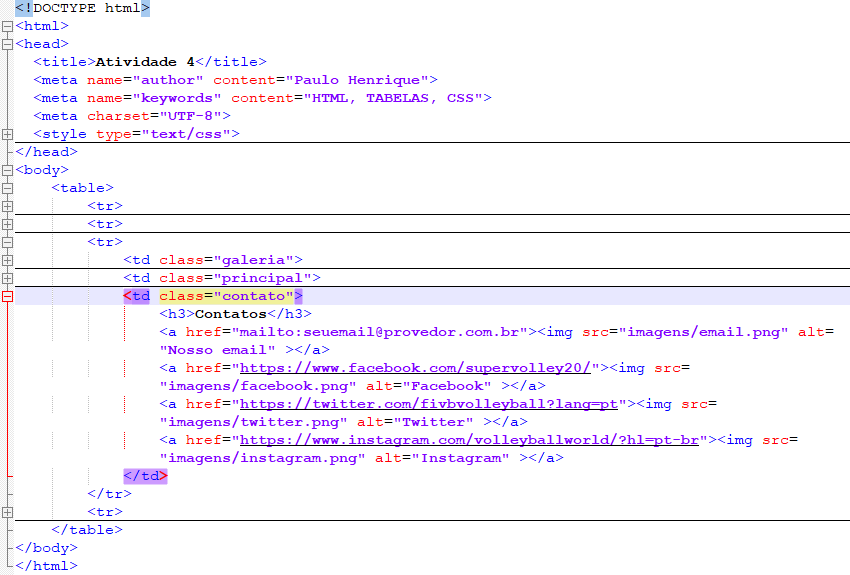 <!DOCTYPE html>
<html>
<head>
<title>Atividade 4</title>
<meta name="author" content="Paulo Henrique">
<meta name="keywords" content="HTML, TABELAS, CSS">
<meta charset="UTF-8">
<style type="text/css">
</head>
<body>
<table>
<tr>
<tr>
<tr>
<td class="galeria">
<td class="principal">
<td class="contato">
<h3>Contatos</h3>
<a href="mailto:seuemail@provedor.com.br"><img src="imagens/email.png" alt=
"Nosso email" ></a>
<a href="https://www.facebook.com/supervolley20/"><img src=
"imagens/facebook.png" alt="Facebook" ></a>
<a href="https://twitter.com/fivbvolleyball?lang=pt"><img src=
"imagens/twitter.png" alt="Twitter" ></a>
<a href="https://www.instagram.com/volleyballworld/?hl=pt-br"><img src=
"imagens/instagram.png" alt="Instagram" ></a>
</td>
</tr>
<tr>
</table>
</body>
</html>